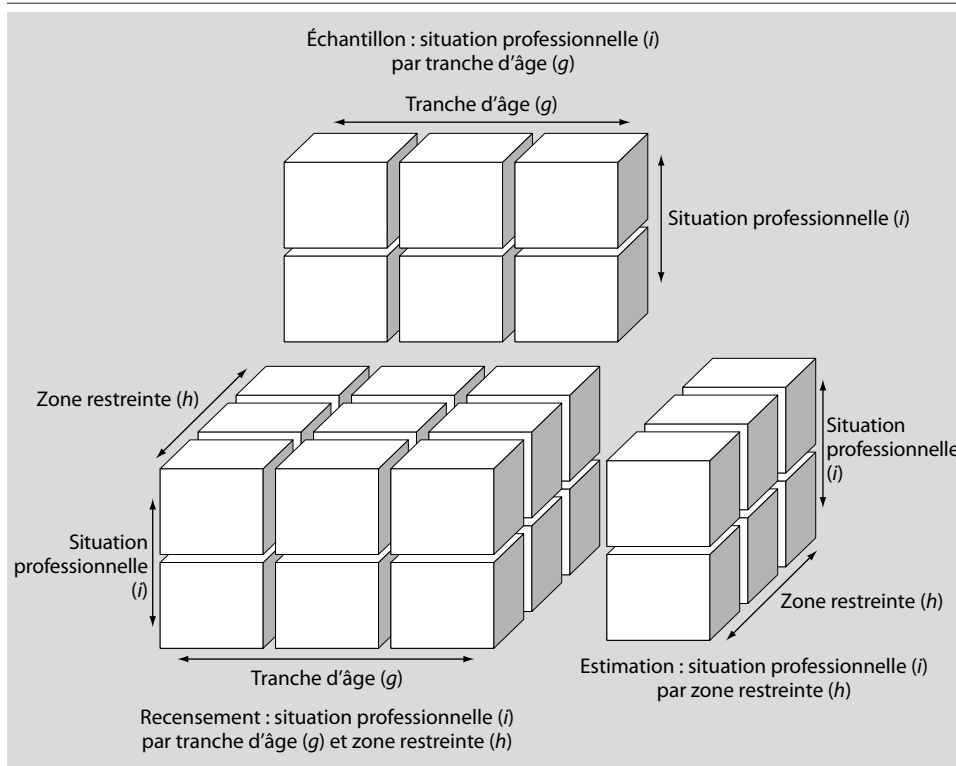 Échantillon : situation professionnelle (i)
par tranche d'âge (g)
Tranche d'âge (g)
Situation professionnelle (i)
Zone restreinte (h)
Situation
professionnelle
(i)
Tranche d'âge (g)
Recensement : situation professionnelle (i)
par tranche d'âge (g) et zone restreinte (h)
Situation
professionnelle
(i)
Zone restreinte (h)
Estimation : situation professionnelle (i)
par zone restreinte (h)